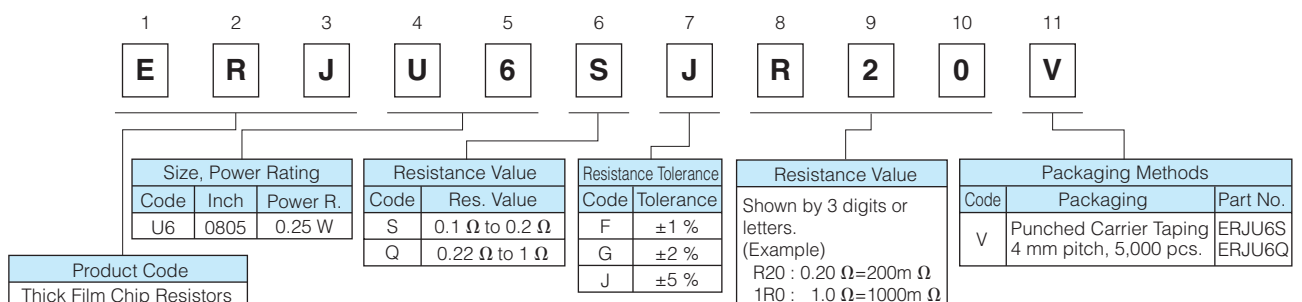 1 2 3 4 5 6 7 8 9 10 11
E R J U 6 S J R 2 0 V
Size, Power Rating
Code Inch Power R.
U6 0805 0.25 W
Resistance Value
Code Res. Value
S 0.1 Ω to 0.2 Ω
Q 0.22 Ω to 1 Ω
Resistance Tolerance
Code Tolerance
F ±1 %
G ±2 %
J ±5 %
Resistance Value
Shown by 3 digits or
letters.
(Example)
R20 : 0.20 Ω=200m Ω
1R0 : 1.0 Ω=1000m Ω
Packaging Methods
Code Packaging Part No.
V Punched Carrier Taping ERJU6S
4 mm pitch, 5,000 pcs. ERJU6Q
Product Code
Thick Film Chip Resistors